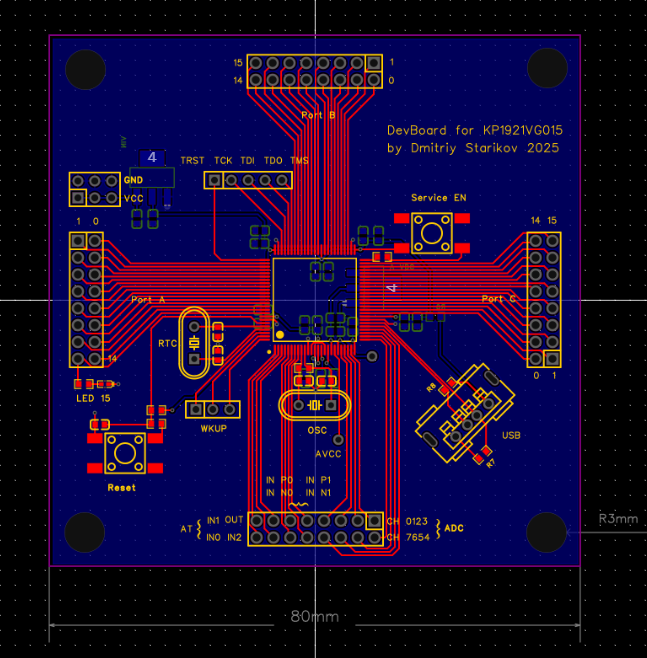 15 1
14 0
Port B
DevBoard for KP1921VG015
by Dmitriy Starikov 2025
4
TRST TCK TDI TDO TMS
GND
VCC
Service EN
1 0
14 15
4
Port A
Port C
RTC
14
0 1
LED 15
R8
OSC
WKUP
USB
AVCC
R7
Reset
IN P0 IN P1
IN N0 IN N1
IN1 OUT
CH 0123
AT { } ADC
IN0 IN2
CH 7654
R3mm
80mm